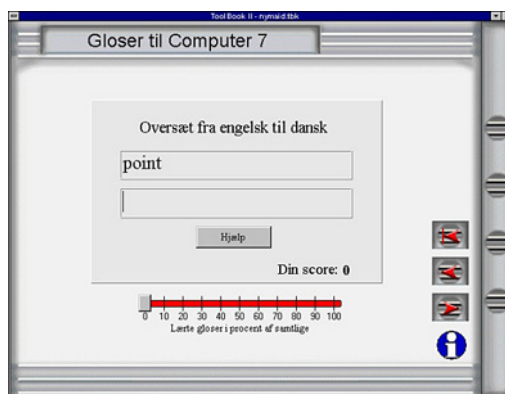 ToolBook II - nymaid.tbk
Gloser til Computer 7
Oversæt fra engelsk til dansk
point
Hjælp
Din score: 0
0 10 20 30 40 50 60 70 80 90 100
Lærte gloser i procent af samtlige
i